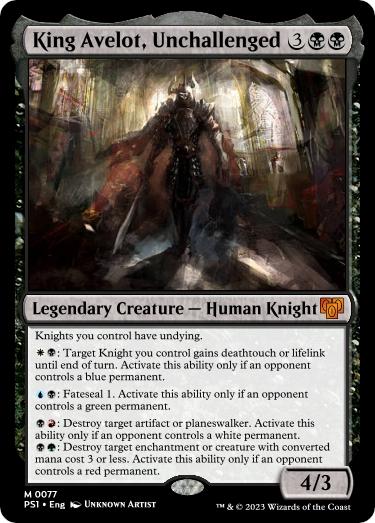 King Avelot, Unchallenged 3
Legendary Creature — Human Knight
Knights you control have undying.
: Target Knight you control gains deathtouch or lifelink
until end of turn. Activate this ability only if an opponent
controls a blue permanent.
: Fateseal 1. Activate this ability only if an opponent
controls a green permanent.
: Destroy target artifact or planeswalker. Activate this
ability only if an opponent controls a white permanent.
: Destroy target enchantment or creature with converted
mana cost 3 or less. Activate this ability only if an opponent
controls a red permanent.
4/3
M 0077
PS1 • Eng Unknown Artist
™ & © 2023 Wizards of the Coast